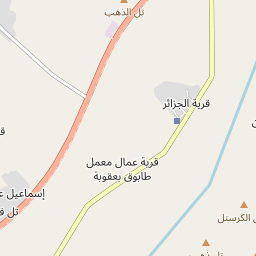 تل الذهب
قرية الجزائر
قرية عمال معمل
طابوق بعقوبة
إسماعيل
تل
الكرستل